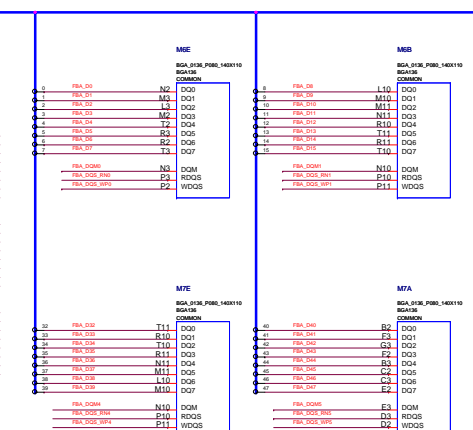 M6E
BGA_0136_P080_140X110
BGA136
COMMON
0 FBA_D0 N2 DQ0
1 FBA_D1 M3 DQ1
2 FBA_D2 L3 DQ2
3 FBA_D3 M2 DQ3
4 FBA_D4 T2 DQ4
5 FBA_D5 R3 DQ5
6 FBA_D6 R2 DQ6
7 FBA_D7 T3 DQ7
FBA_DQM0 N3 DQM
FBA_DQS_RN0 P3 RDQS
FBA_DQS_WP0 P2 WDQS
M6B
BGA_0136_P080_140X110
BGA136
COMMON
8 FBA_D8 L10 DQ0
9 FBA_D9 M10 DQ1
10 FBA_D10 M11 DQ2
11 FBA_D11 N11 DQ3
12 FBA_D12 R10 DQ4
13 FBA_D13 T11 DQ5
14 FBA_D14 R11 DQ6
15 FBA_D15 T10 DQ7
FBA_DQM1 N10 DQM
FBA_DQS_RN1 P10 RDQS
FBA_DQS_WP1 P11 WDQS
M7E
BGA_0136_P080_140X110
BGA136
COMMON
32 FBA_D32 T11 DQ0
33 FBA_D33 R10 DQ1
34 FBA_D34 T10 DQ2
35 FBA_D35 R11 DQ3
36 FBA_D36 N11 DQ4
37 FBA_D37 M11 DQ5
38 FBA_D38 L10 DQ6
39 FBA_D39 M10 DQ7
FBA_DQM4 N10 DQM
FBA_DQS_RN4 P10 RDQS
FBA_DQS_WP4 P11 WDQS
M7A
BGA_0136_P080_140X110
BGA136
COMMON
40 FBA_D40 B2 DQ0
41 FBA_D41 F3 DQ1
42 FBA_D42 G3 DQ2
43 FBA_D43 F2 DQ3
44 FBA_D44 B3 DQ4
45 FBA_D45 C2 DQ5
46 FBA_D46 C3 DQ6
47 FBA_D47 E2 DQ7
FBA_DQM5 E3 DQM
FBA_DQS_RN5 D3 RDQS
FBA_DQS_WP5 D2 WDQS